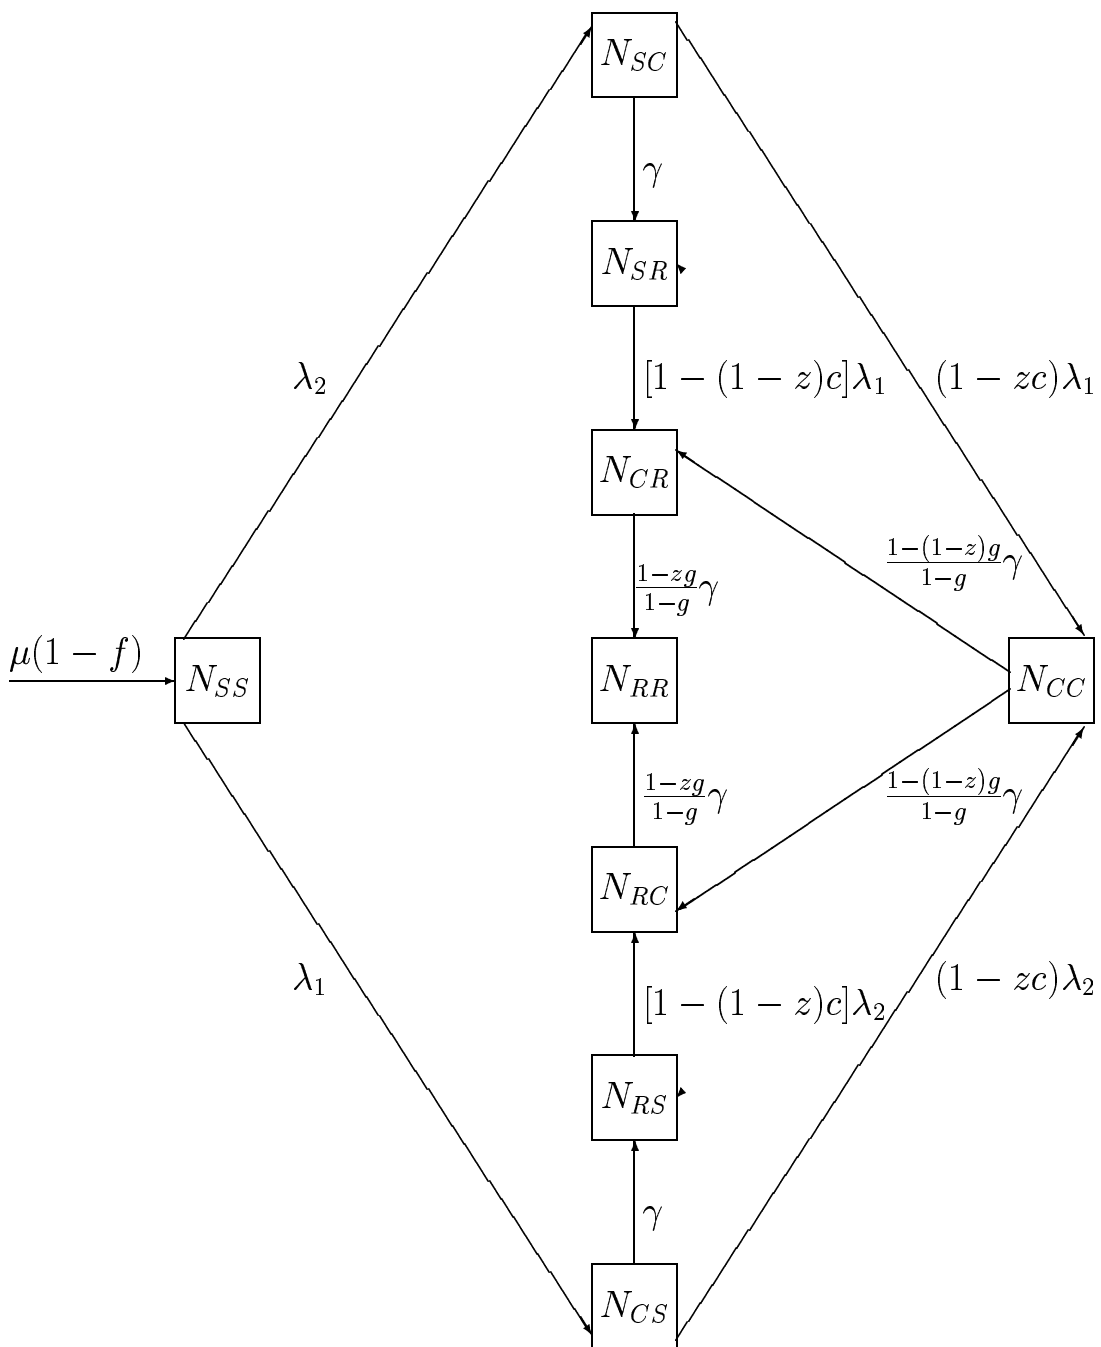 N_{SC}
γ
N_{SR}
λ_2
[1 − (1 − z)c]λ_1
(1 − zc)λ_1
N_{CR}
\frac{1−zg}{1−g}γ
\frac{1−(1−z)g}{1−g}γ
μ(1 − f)
N_{SS}
N_{RR}
N_{CC}
\frac{1−zg}{1−g}γ
\frac{1−(1−z)g}{1−g}γ
N_{RC}
λ_1
[1 − (1 − z)c]λ_2
(1 − zc)λ_2
N_{RS}
γ
N_{CS}